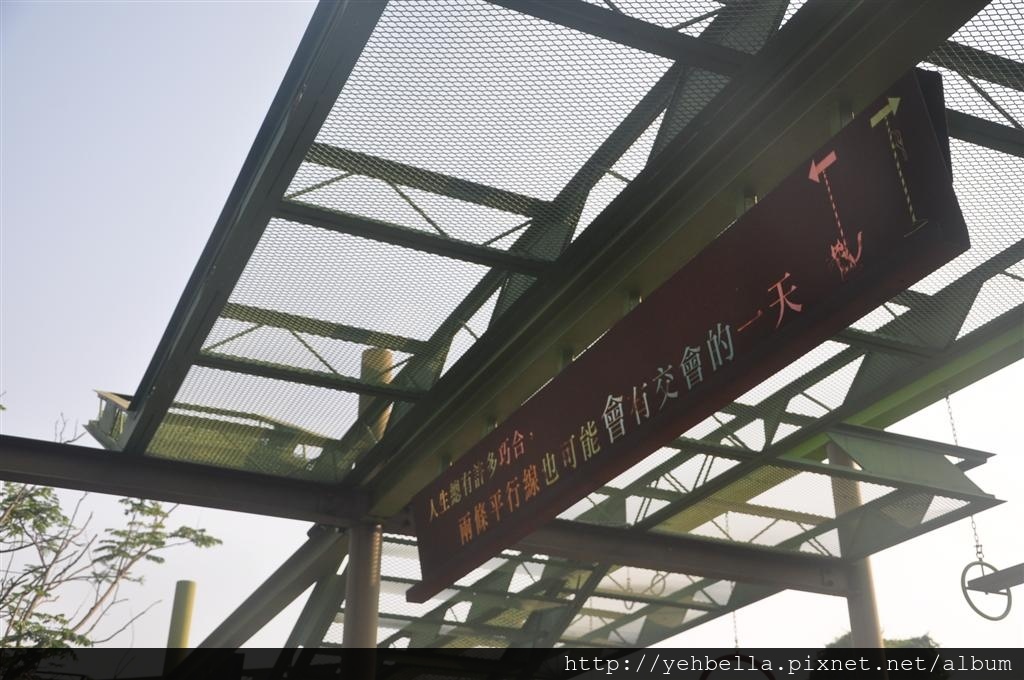 人生總有許多巧合，
兩條平行線也可能會有交會的一天
http://yehbella.pixnet.net/album